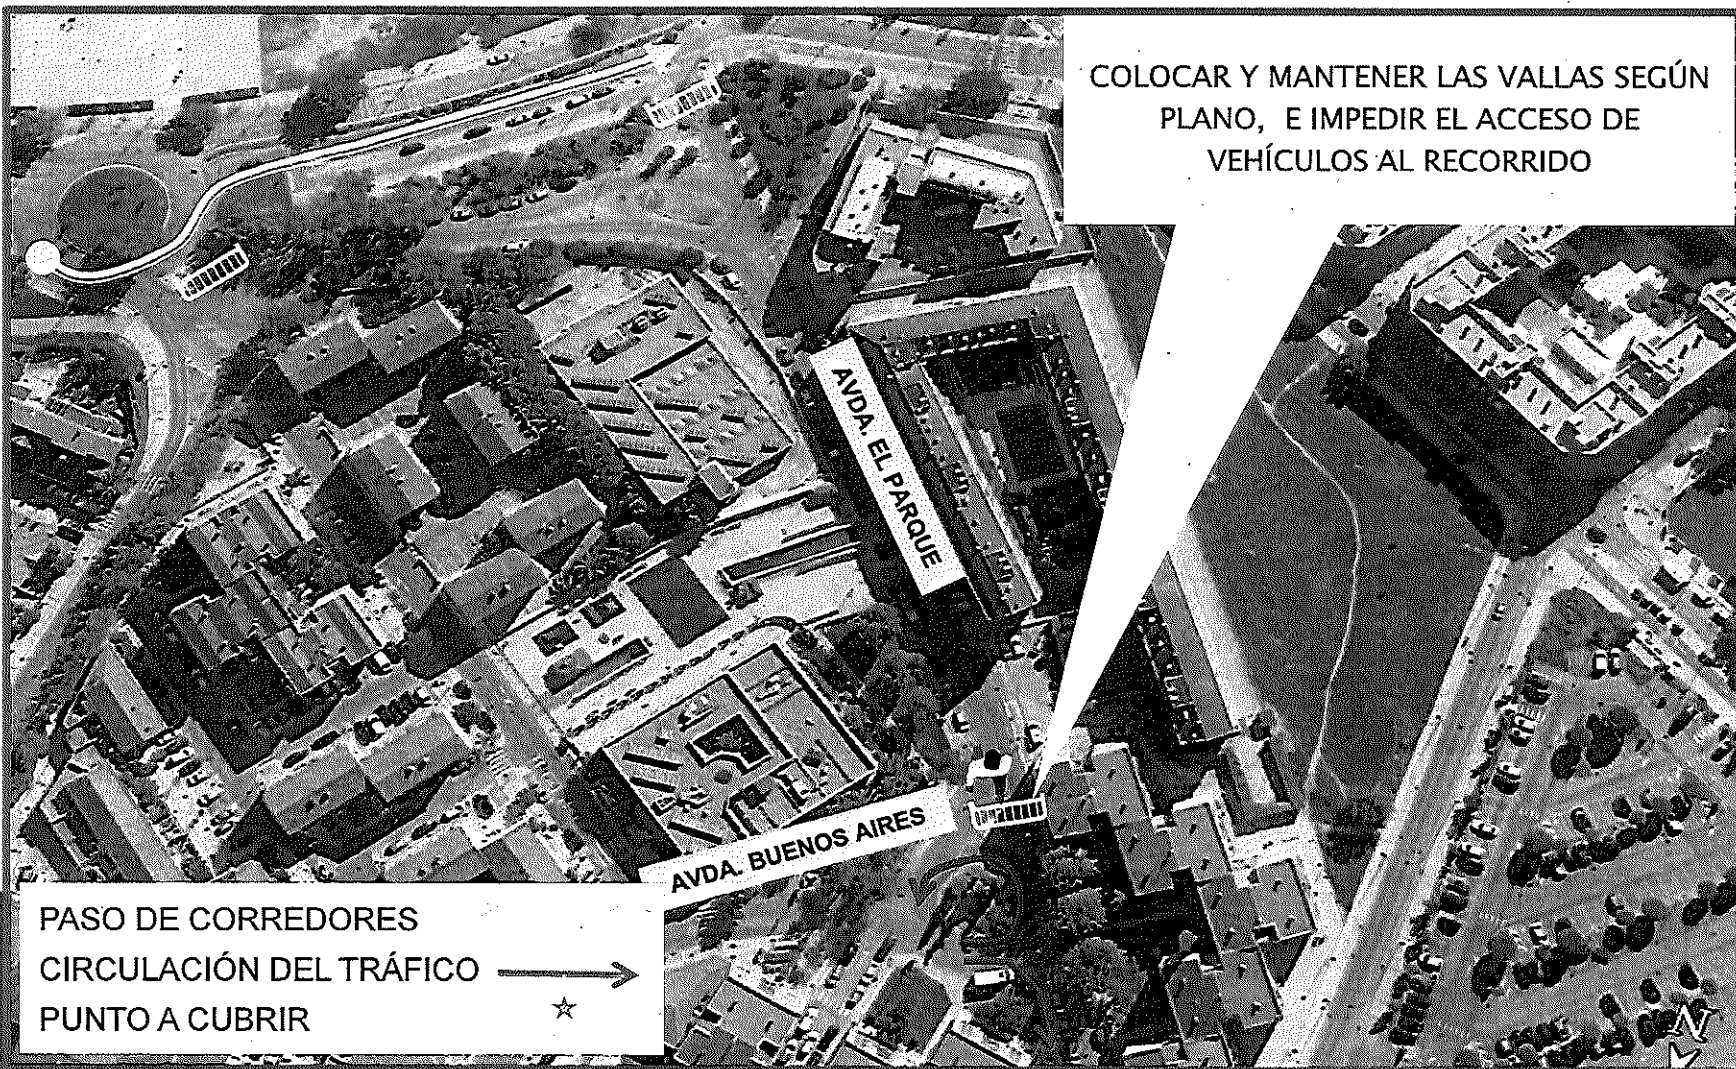 COLOCAR Y MANTENER LAS VALLAS SEGÚN
PLANO, E IMPEDIR EL ACCESO DE
VEHÍCULOS AL RECORRIDO
AVDA. EL PARQUE
AVDA. BUENOS AIRES
PASO DE CORREDORES
CIRCULACIÓN DEL TRÁFICO
PUNTO A CUBRIR
N